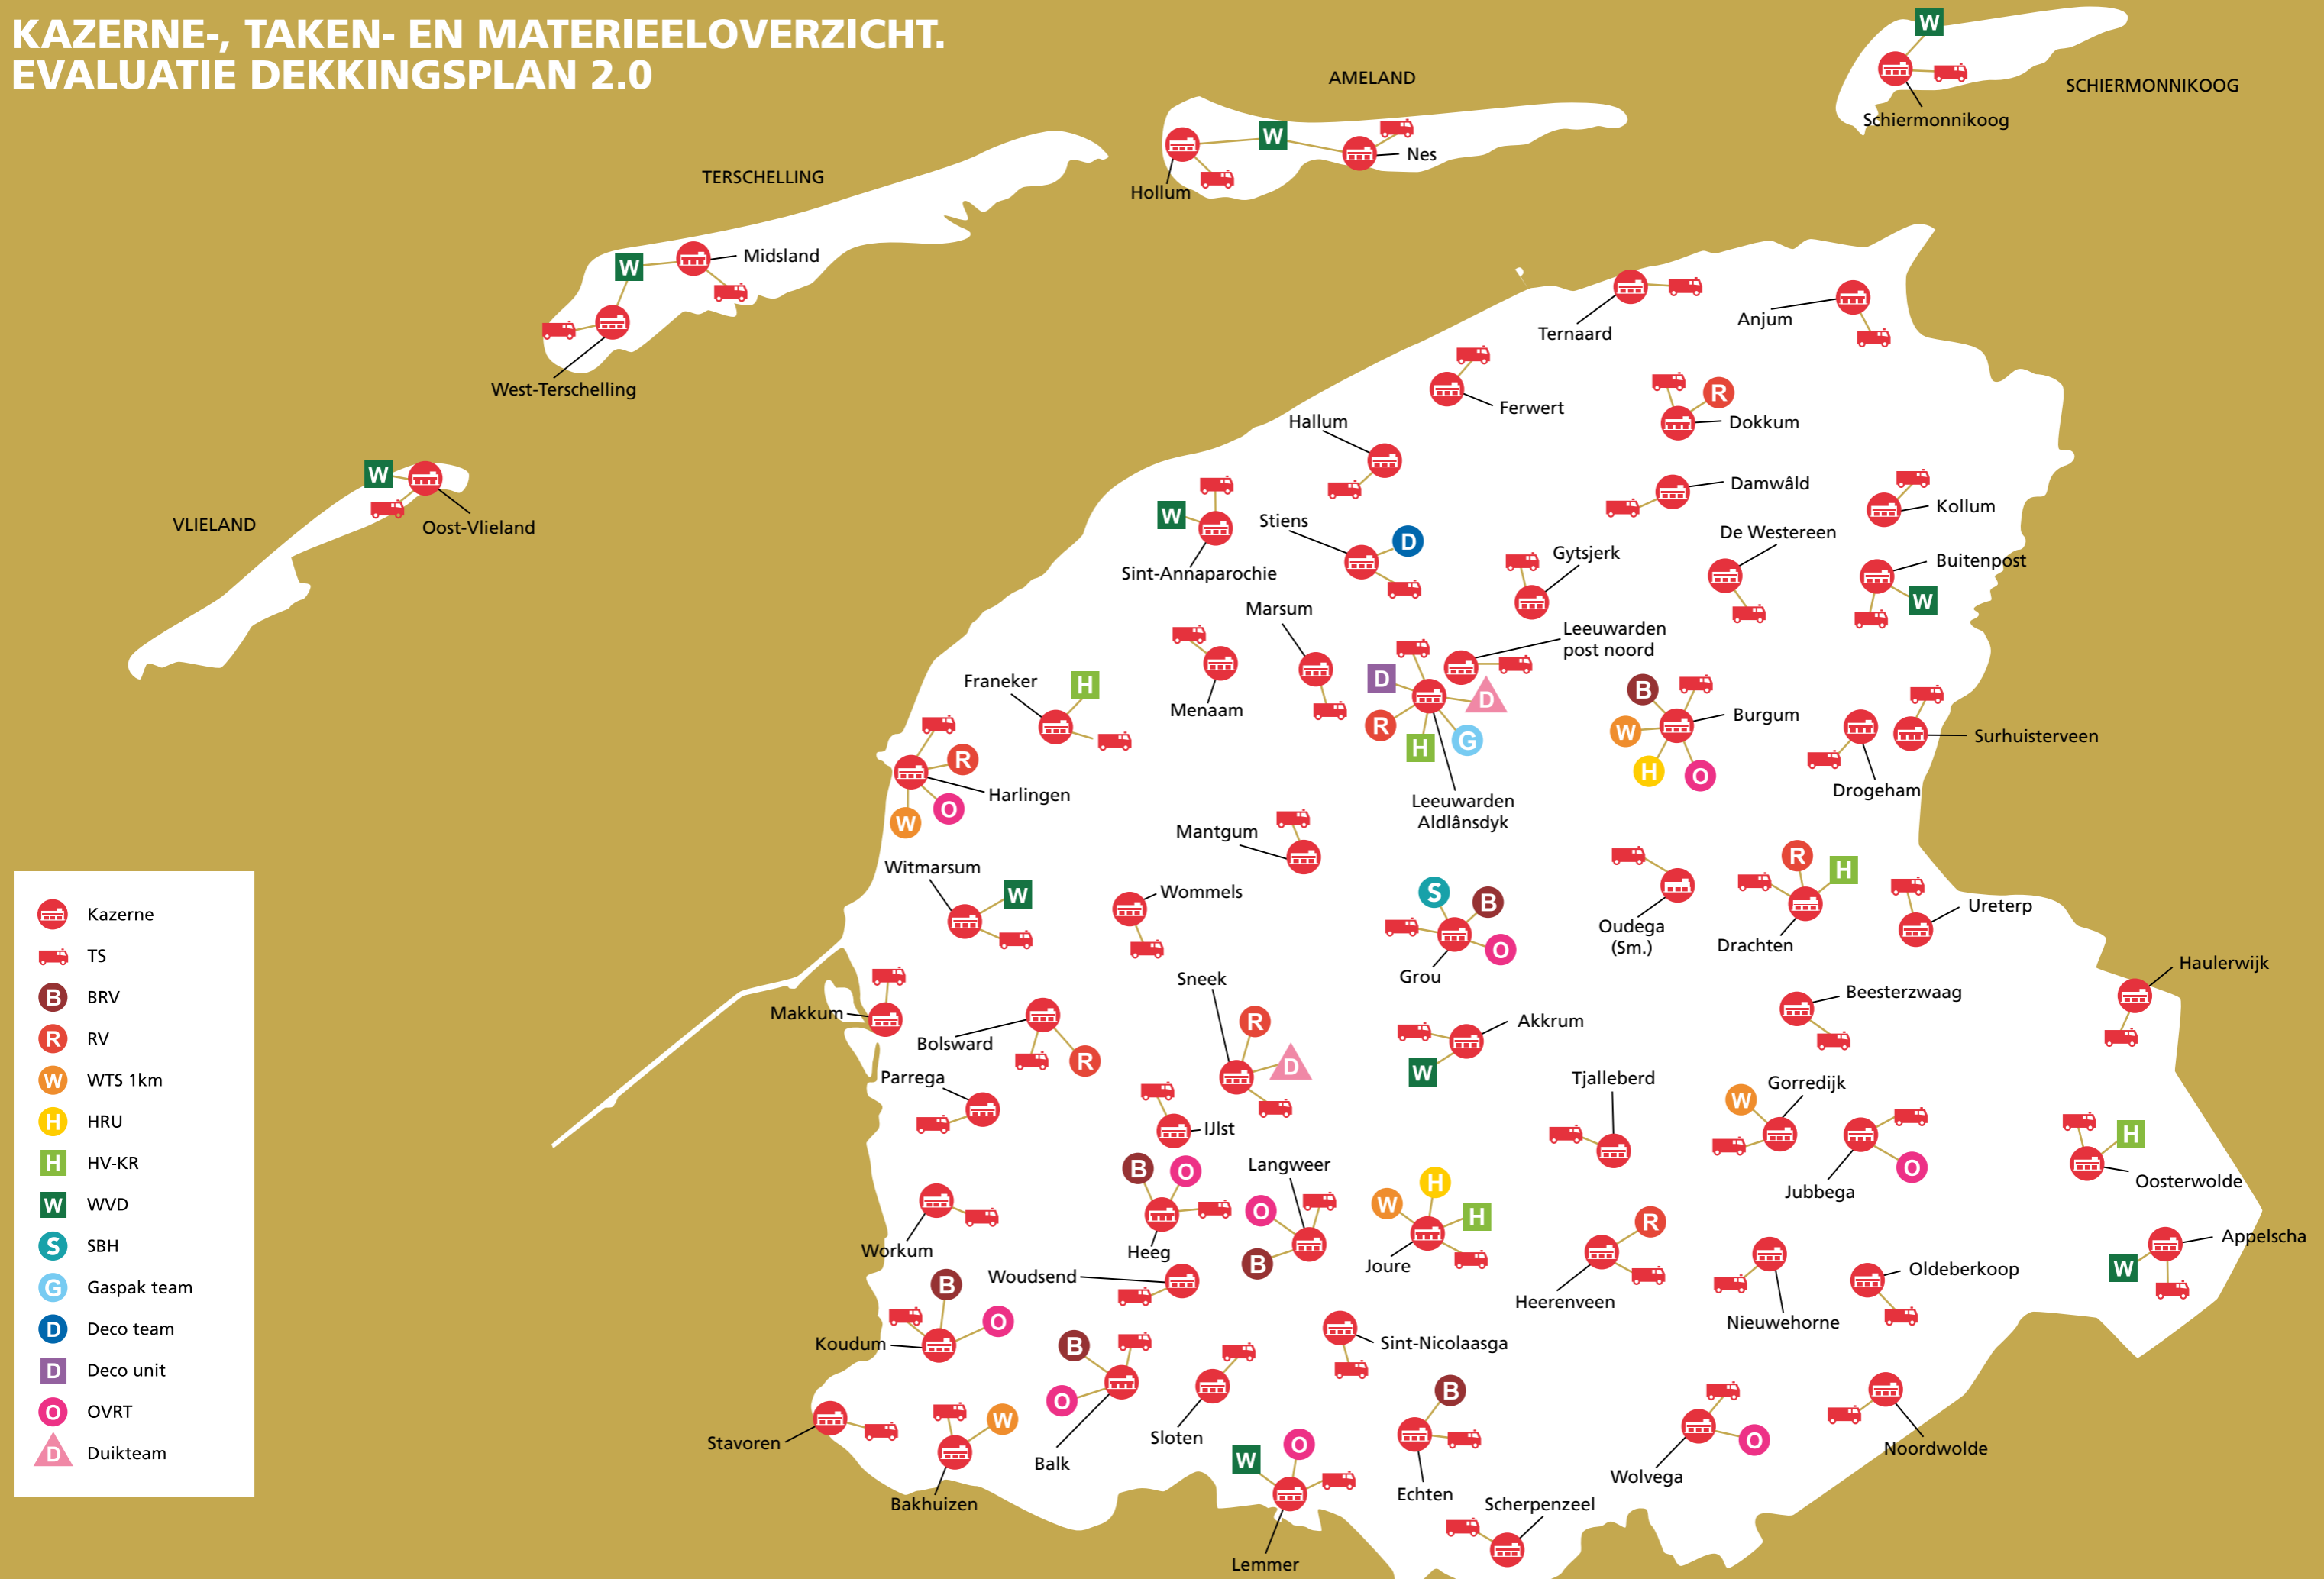 KAZERNE-, TAKEN- EN MATERIEELOVERZICHT.
EVALUATIE DEKKINGSPLAN 2.0
W
AMELAND
SCHIERMONNIKOOG
Schiermonnikoog
W
Nes
Hollum
TERSCHELLING
Midsland
W
West-Terschelling
W
VLIELAND
Oost-Vlieland
Ternaard
Anjum
Ferwert
R
Dokkum
Hallum
Damwâld
Kollum
W
Stiens
D
Sint-Annaparochie
De Westereen
Gytsjerk
Buitenpost
W
Marsum
Leeuwarden
post noord
Menaam
Franeker
H
D
D
R
H
G
Leeuwarden
Aldlânsdyk
B
W
Burgum
H
O
Surhuisterveen
Drogeham
R
Harlingen
O
W
Mantgum
Witmarsum
W
Wommels
S
B
O
Grou
Oudega
(Sm.)
R
H
Drachten
Ureterp
Haulerwijk
Makkum
Bolsward
R
Sneek
R
D
Akkrum
W
Beesterzwaag
Parrega
IJlst
Tjalleberd
Gorredijk
W
Jubbega
O
H
Oosterwolde
Workum
B
O
Heeg
Langweer
O
B
W
H
H
Joure
R
Heerenveen
Nieuwehorne
Oldeberkoop
Appelscha
W
Woudsend
B
O
Koudum
B
O
Balk
Sloten
Sint-Nicolaasga
Stavoren
W
Bakhuizen
W
O
Lemmer
B
Echten
Scherpenzeel
Wolvega
O
Noordwolde
Kazerne
TS
B BRV
R RV
W WTS 1km
H HRU
H HV-KR
W WVD
S SBH
G Gaspak team
D Deco team
D Deco unit
O OVRT
D Duikteam